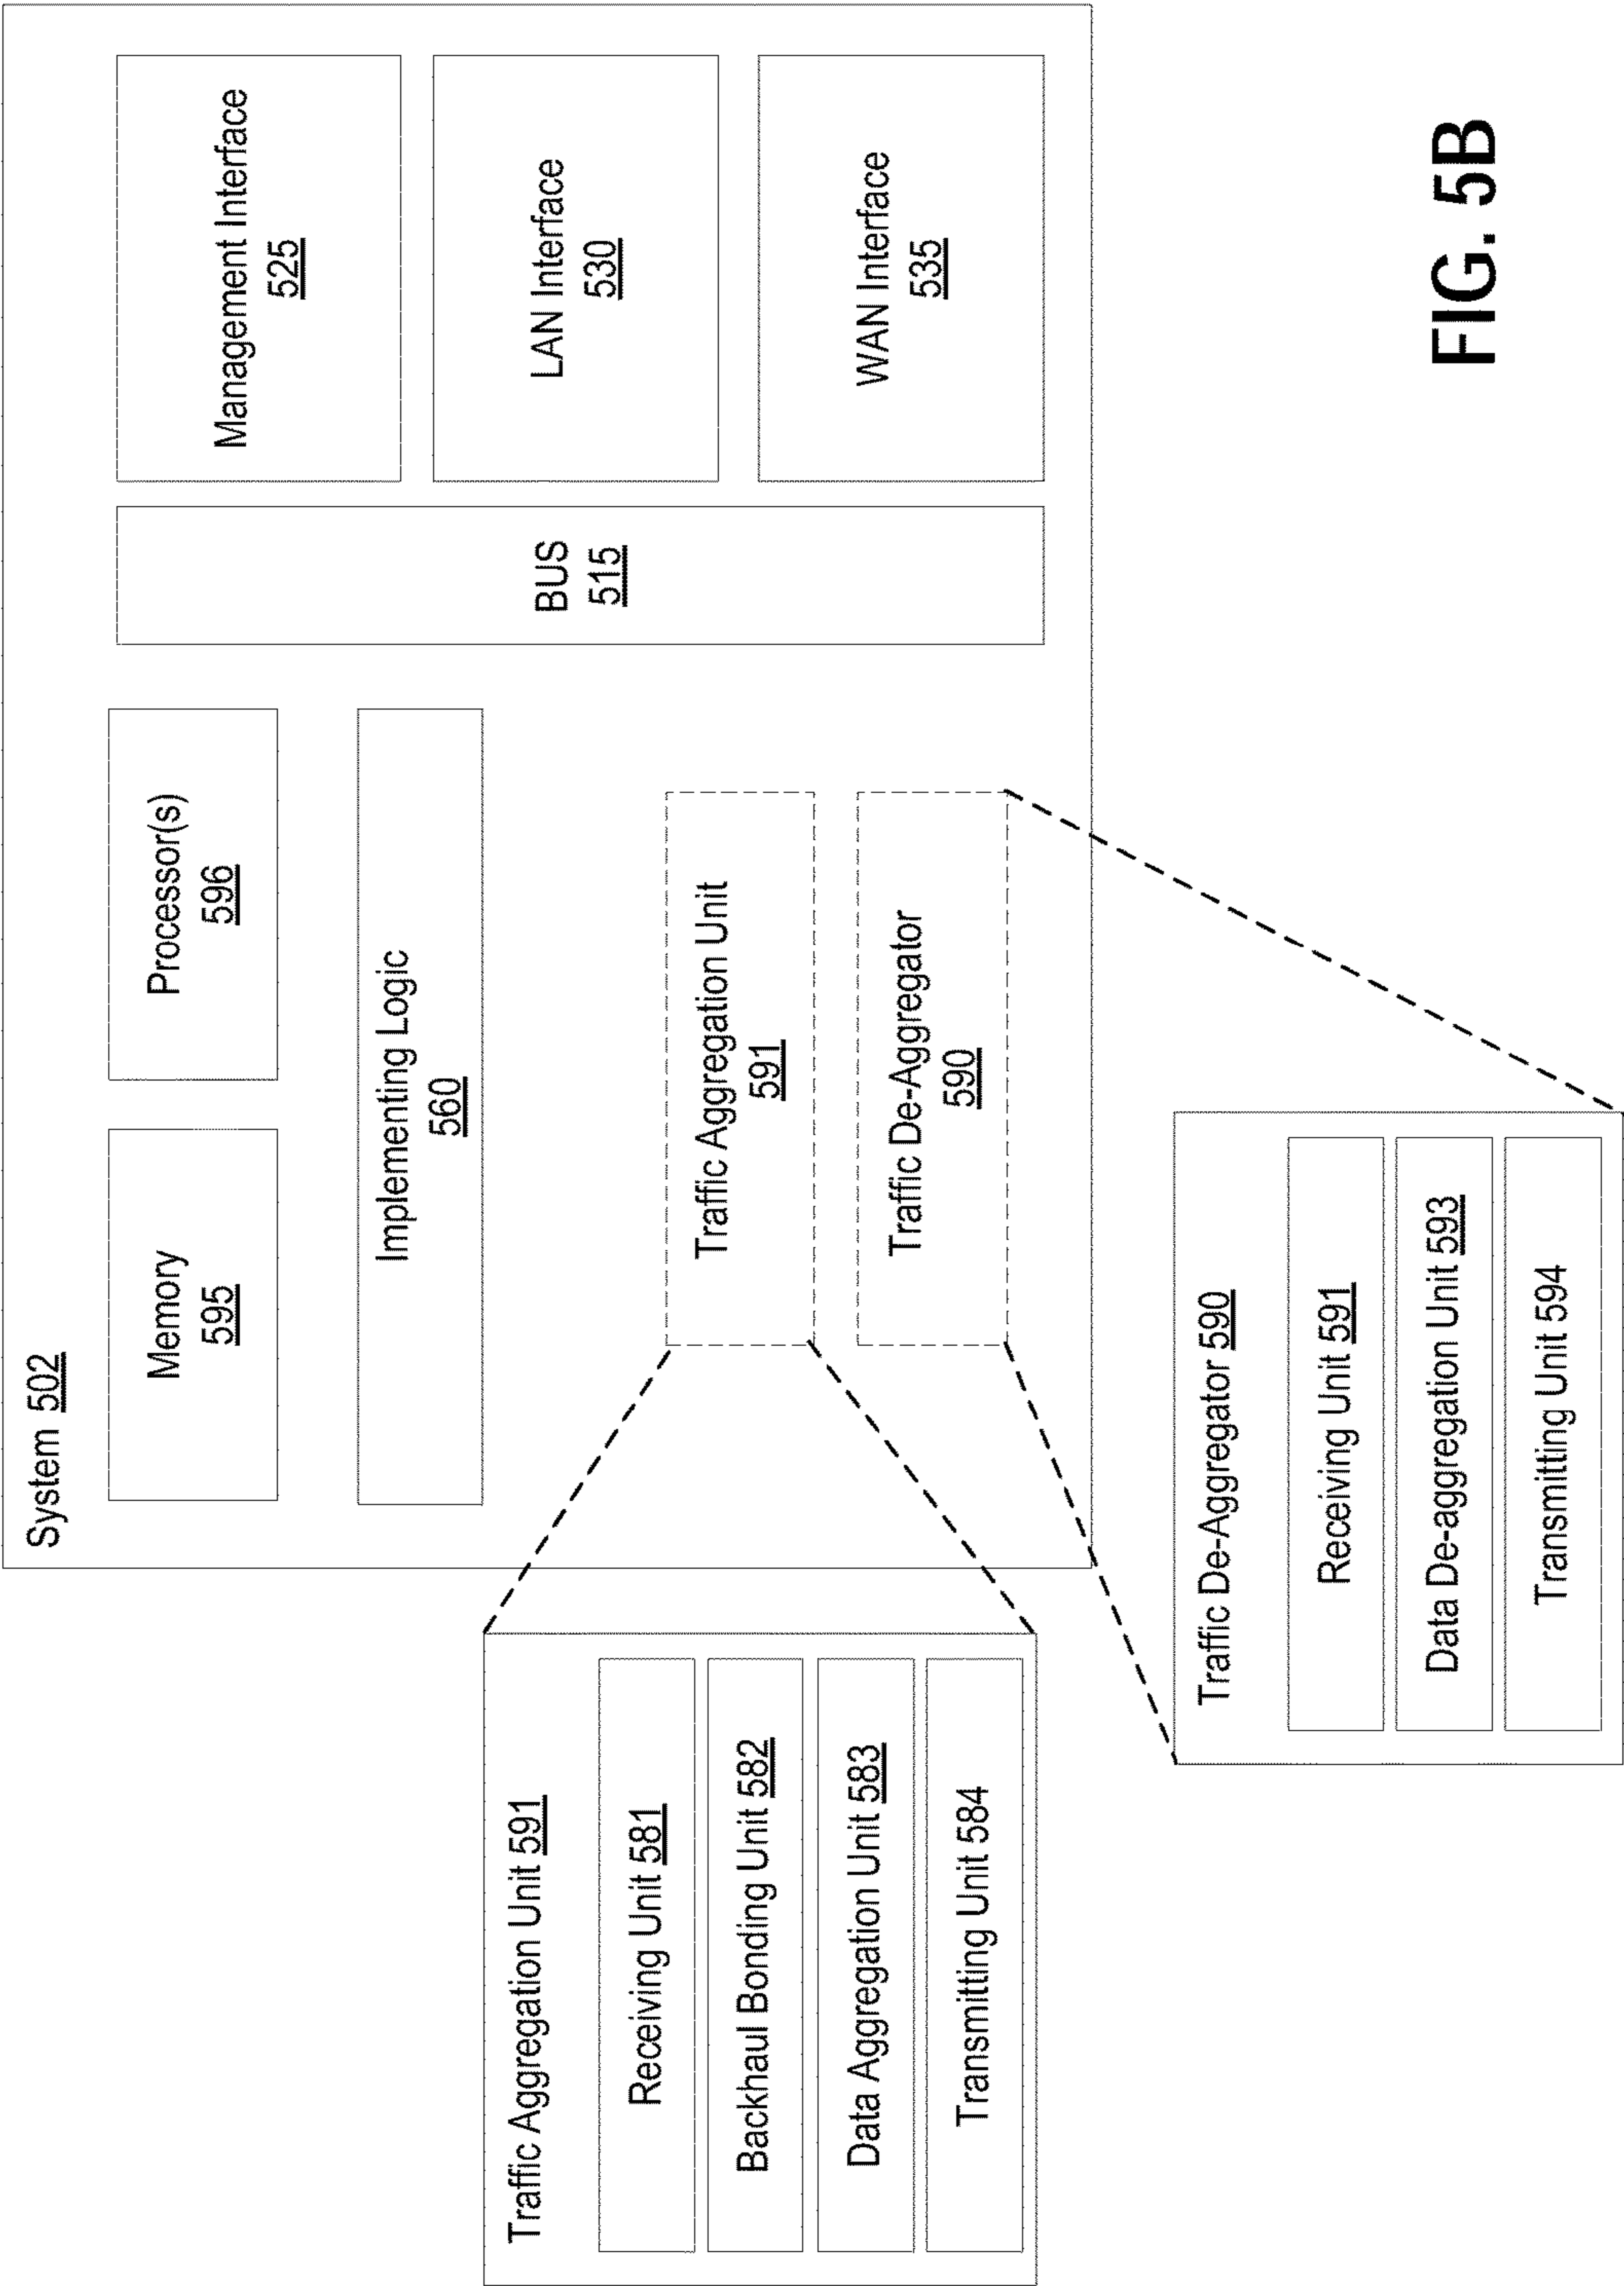 System 502
Memory
595
Processor(s)
596
Implementing Logic
560
Traffic Aggregation Unit
591
Traffic De-Aggregator
590
BUS
515
Management Interface
525
LAN Interface
530
WAN Interface
535
Traffic Aggregation Unit 591
Receiving Unit 581
Backhaul Bonding Unit 582
Data Aggregation Unit 583
Transmitting Unit 584
Traffic De-Aggregator 590
Receiving Unit 591
Data De-aggregation Unit 593
Transmitting Unit 594
FIG. 5B